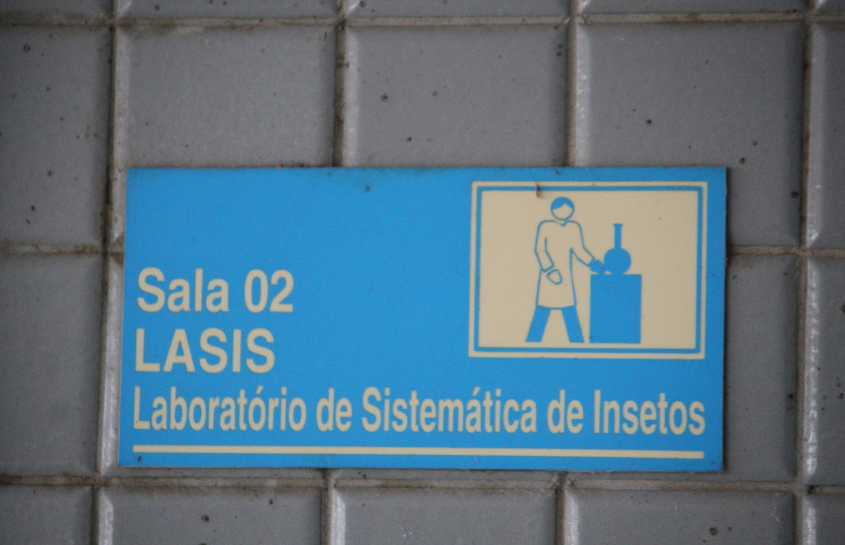 Sala 02
LASIS
Laboratório de Sistemática de Insetos